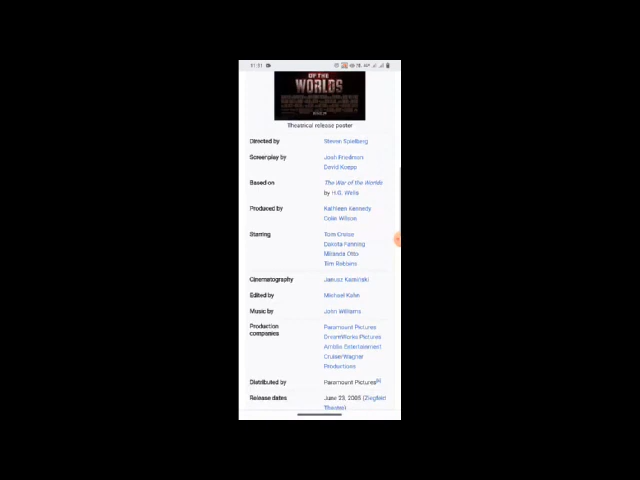 OF THE
WORLDS
Theatrical release poster
Directed by Steven Spielberg
Screenplay by Josh Friedman
David Koepp
Based on The War of the Worlds
by H.G. Wells
Produced by Kathleen Kennedy
Colin Wilson
Starring Tom Cruise
Dakota Fanning
Miranda Otto
Tim Robbins
Cinematography Janusz Kaminski
Edited by Michael Kahn
Music by John Williams
Production companies Paramount Pictures
DreamWorks Pictures
Amblin Entertainment
Cruise/Wagner
Productions
Distributed by Paramount Pictures[a]
Release dates June 23, 2005 (Ziegfeld
Theatre)